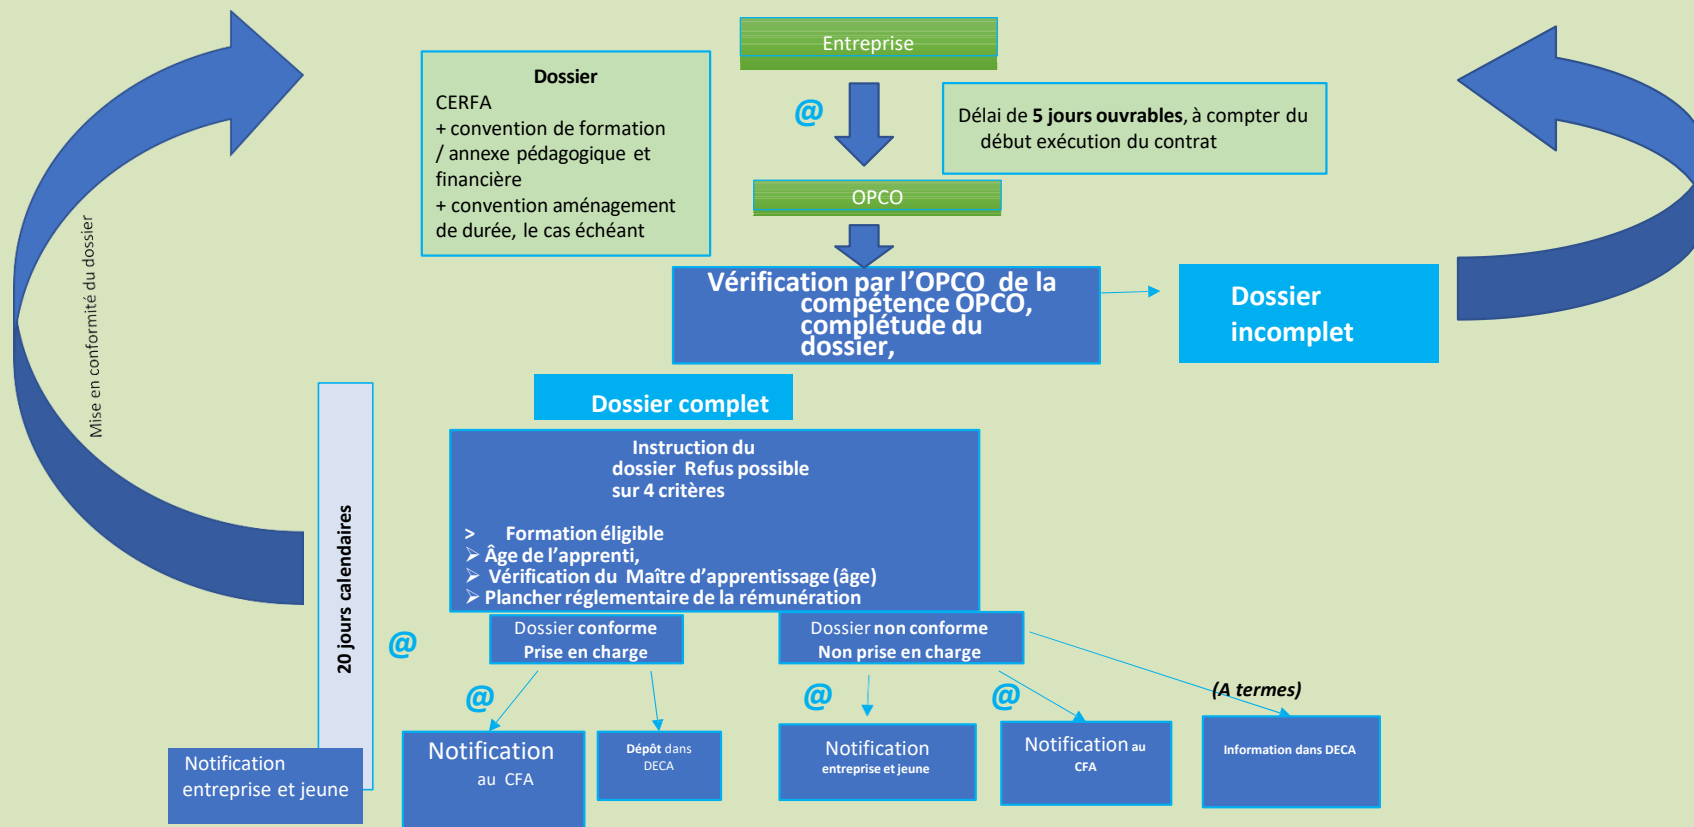 Entreprise
Dossier
CERFA
+ convention de formation
/ annexe pédagogique et
financière
+ convention aménagement
de durée, le cas échéant
@
Délai de 5 jours ouvrables, à compter du
début exécution du contrat
OPCO
Mise en conformité du dossier
Vérification par l’OPCO de la
compétence OPCO,
complétude du
dossier,
Dossier
incomplet
Dossier complet
20 jours calendaires
Instruction du
dossier Refus possible
sur 4 critères
> Formation éligible
➢ Âge de l’apprenti,
➢ Vérification du Maître d’apprentissage (âge)
➢ Plancher réglementaire de la rémunération
@
Dossier conforme
Prise en charge
Dossier non conforme
Non prise en charge
@
@
@
(A termes)
Notification
entreprise et jeune
Notification
au CFA
Dépôt dans
DECA
Notification
entreprise et jeune
Notification au
CFA
Information dans DECA